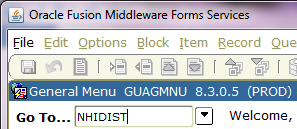 Oracle Fusion Middleware Forms Services
File Edit Options Block Item Record Que
General Menu GUAGMNU 8.3.0.5 (PROD)
Go To... NHIDIST Welcome,